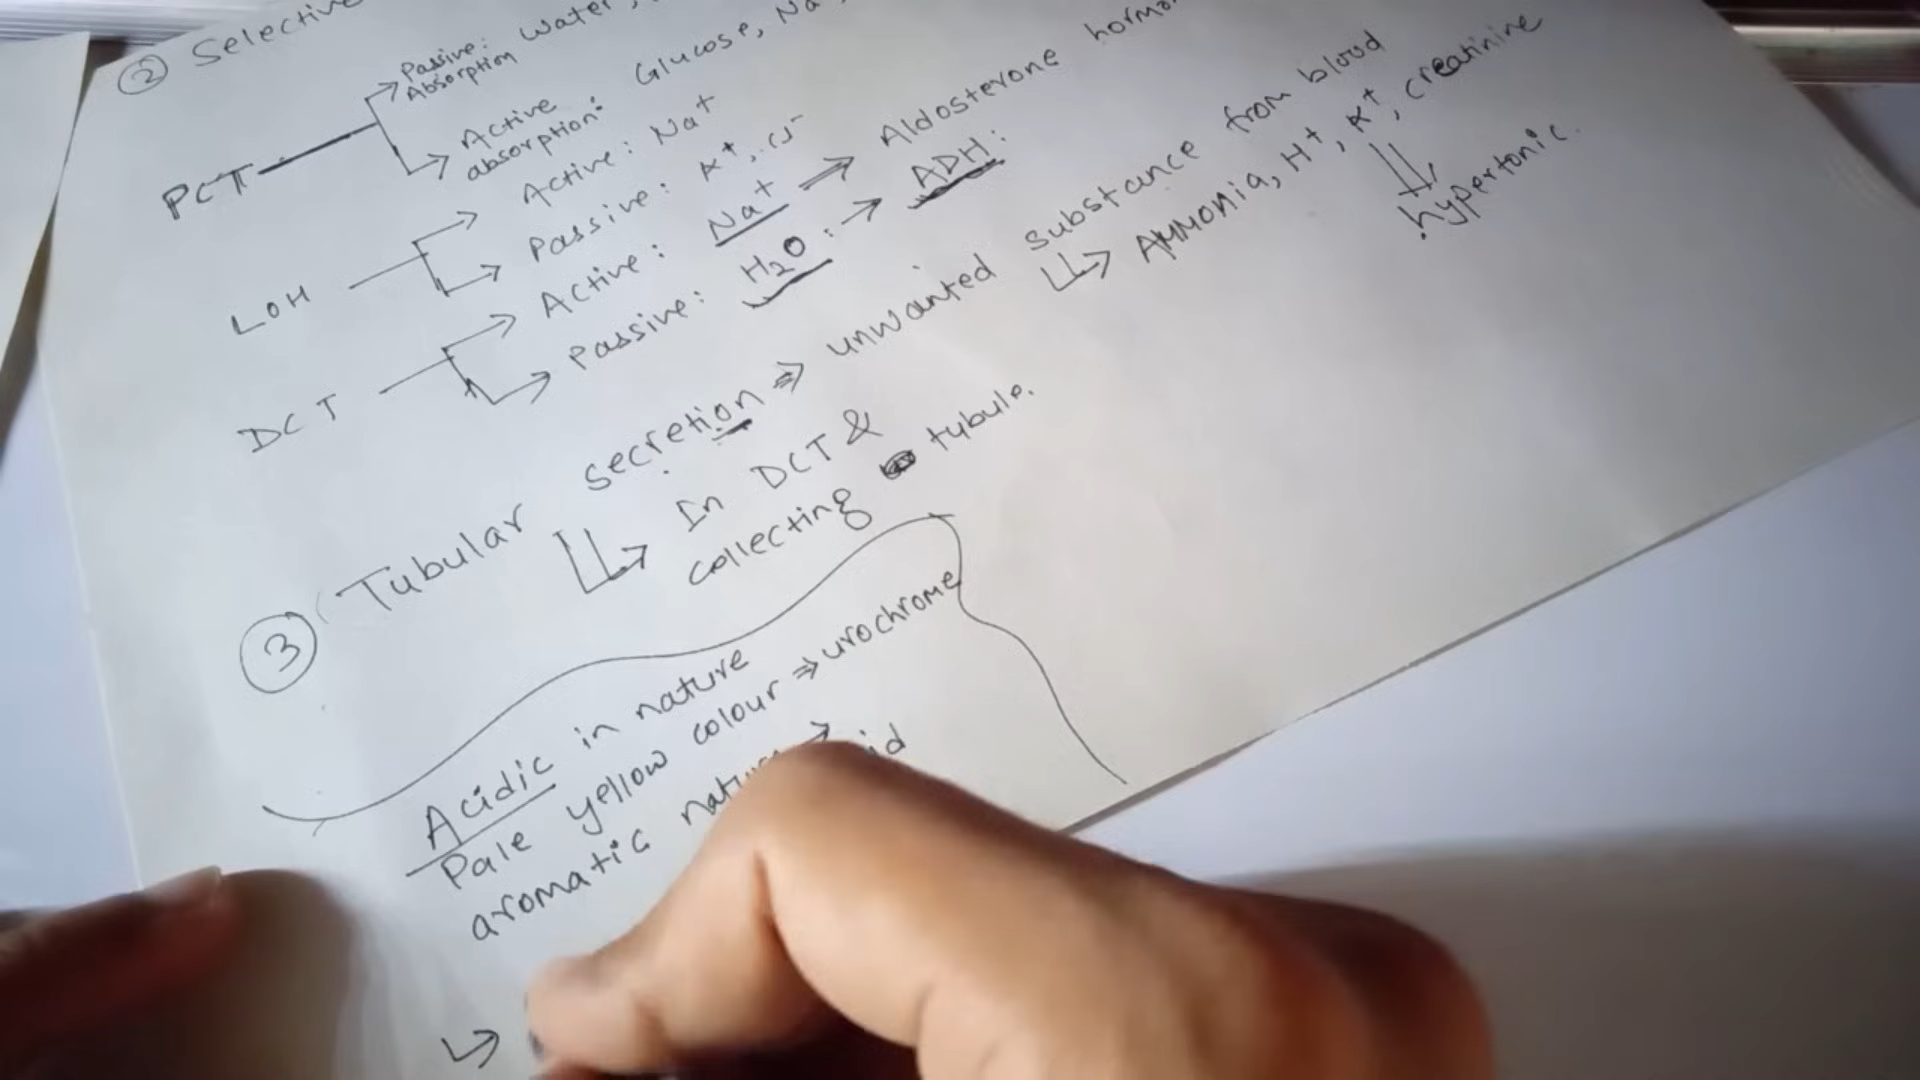 ② Selective
Passive: Water,
Absorption
PCT
Active
absorption: Glucose, Na
Active: Na⁺
LOH
Passive: K⁺, Cl⁻
Active: Na⁺ ⇒ Aldosterone hormo
DCT
Passive: H₂O: → ADH:
③ Tubular secretion ⇒ unwanted substance from blood
Ammonia, H⁺, K⁺, creatinine
hypertonic.
In DCT &
collecting tubule.
Acidic in nature
Pale yellow colour ⇒ urochrome
aromatic